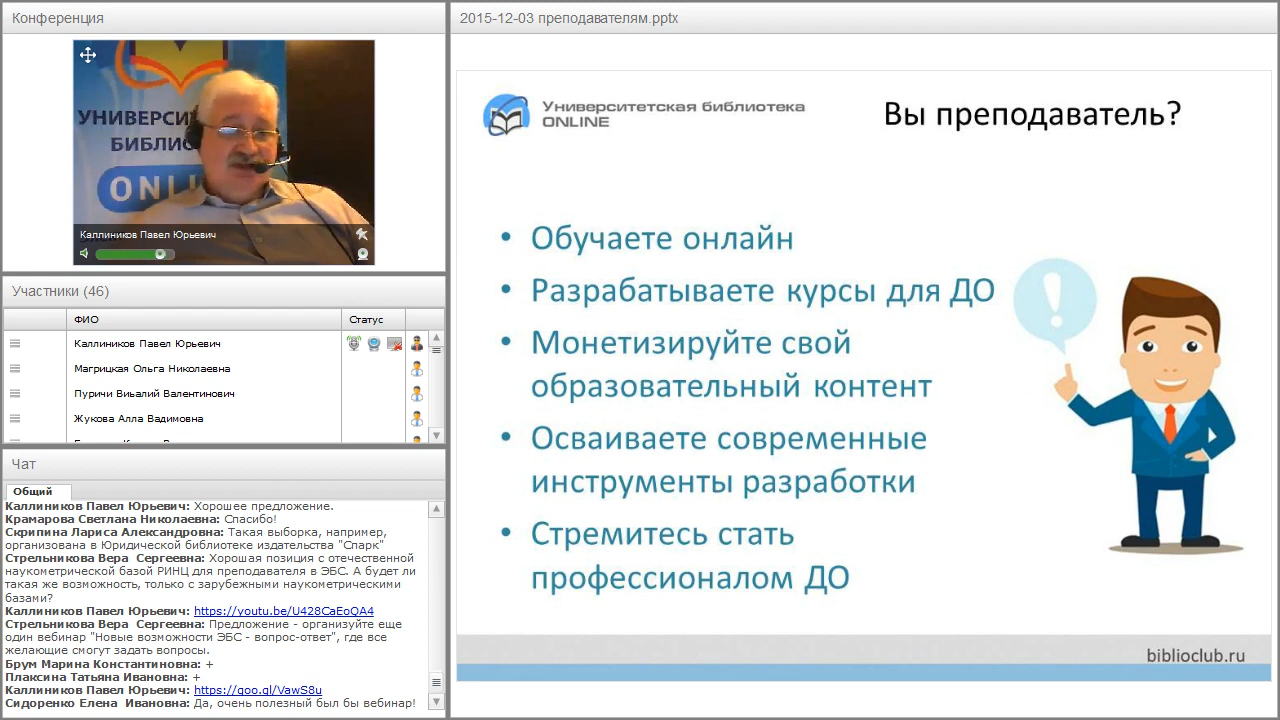 Конференция
УНИВЕРСИ
БИБЛИО
ONLI
Каллиников Павел Юрьевич
Участники (46)
ФИО
Статус
Каллиников Павел Юрьевич
Магрицкая Ольга Николаевна
Пуричи Виьалий Валентинович
Жукова Алла Вадимовна
Чат
Общий
Каллиников Павел Юрьевич: Хорошее предложение.
Крамарова Светлана Николаевна: Спасибо!
Скрипина Лариса Александровна: Такая выборка, например,
организована в Юридической библиотеке издательства "Спарк"
Стрельникова Вера Сергеевна: Хорошая позиция с отечественной
наукометрической базой РИНЦ для преподавателя в ЭБС. А будет ли
такая же возможность, только с зарубежными наукометрическими
базами?
Каллиников Павел Юрьевич: https://youtu.be/U428CaEoQA4
Стрельникова Вера Сергеевна: Предложение - организуйте еще
один вебинар "Новые возможности ЭБС - вопрос-ответ", где все
желающие смогут задать вопросы.
Брум Марина Константиновна: +
Плаксина Татьяна Ивановна: +
Каллиников Павел Юрьевич: https://goo.gl/VawS8u
Сидоренко Елена Ивановна: Да, очень полезный был бы вебинар!
2015-12-03 преподавателям.pptx
Университетская библиотека
ONLINE
Вы преподаватель?
• Обучаете онлайн
• Разрабатываете курсы для ДО
• Монетизируйте свой
образовательный контент
• Осваиваете современные
инструменты разработки
• Стремитесь стать
профессионалом ДО
biblioclub.ru